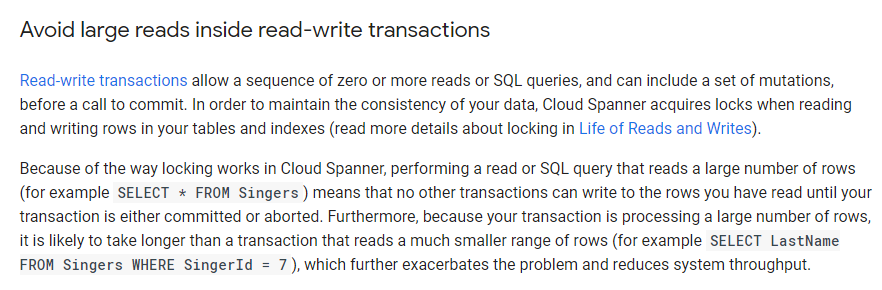 Avoid large reads inside read-write transactions
Read-write transactions allow a sequence of zero or more reads or SQL queries, and can include a set of mutations,
before a call to commit. In order to maintain the consistency of your data, Cloud Spanner acquires locks when reading
and writing rows in your tables and indexes (read more details about locking in Life of Reads and Writes).
Because of the way locking works in Cloud Spanner, performing a read or SQL query that reads a large number of rows
(for example SELECT * FROM Singers ) means that no other transactions can write to the rows you have read until your
transaction is either committed or aborted. Furthermore, because your transaction is processing a large number of rows,
it is likely to take longer than a transaction that reads a much smaller range of rows (for example SELECT LastName
FROM Singers WHERE SingerId = 7 ), which further exacerbates the problem and reduces system throughput.